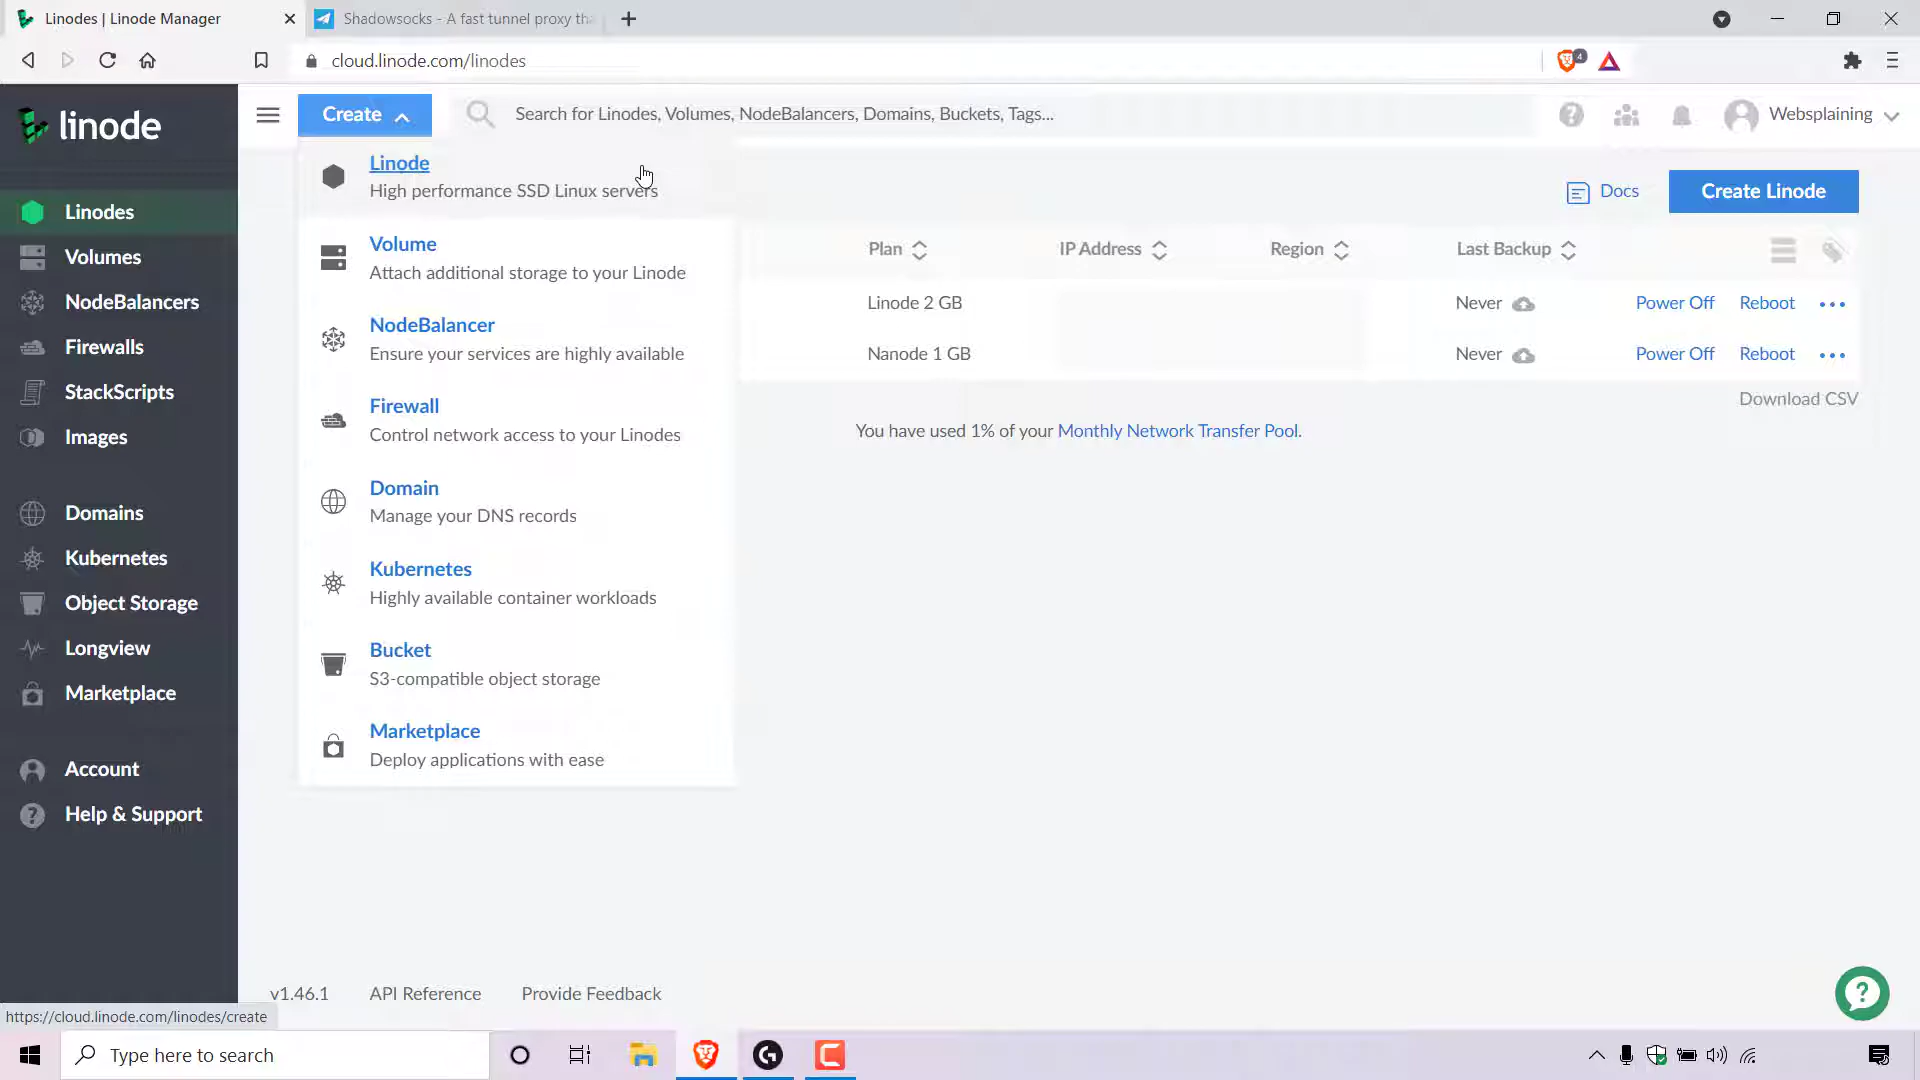 Linodes | Linode Manager
Shadowsocks - A fast tunnel proxy tha
cloud.linode.com/linodes
4
linode
Create
Search for Linodes, Volumes, NodeBalancers, Domains, Buckets, Tags...
Websplaining
Linodes
Volumes
NodeBalancers
Firewalls
StackScripts
Images
Domains
Kubernetes
Object Storage
Longview
Marketplace
Account
Help & Support
Linode
High performance SSD Linux servers
Volume
Attach additional storage to your Linode
NodeBalancer
Ensure your services are highly available
Firewall
Control network access to your Linodes
Domain
Manage your DNS records
Kubernetes
Highly available container workloads
Bucket
S3-compatible object storage
Marketplace
Deploy applications with ease
Docs
Create Linode
Plan
IP Address
Region
Last Backup
Linode 2 GB
Never
Power Off
Reboot
Nanode 1 GB
Never
Power Off
Reboot
Download CSV
You have used 1% of your Monthly Network Transfer Pool.
v1.46.1
API Reference
Provide Feedback
https://cloud.linode.com/linodes/create
Type here to search